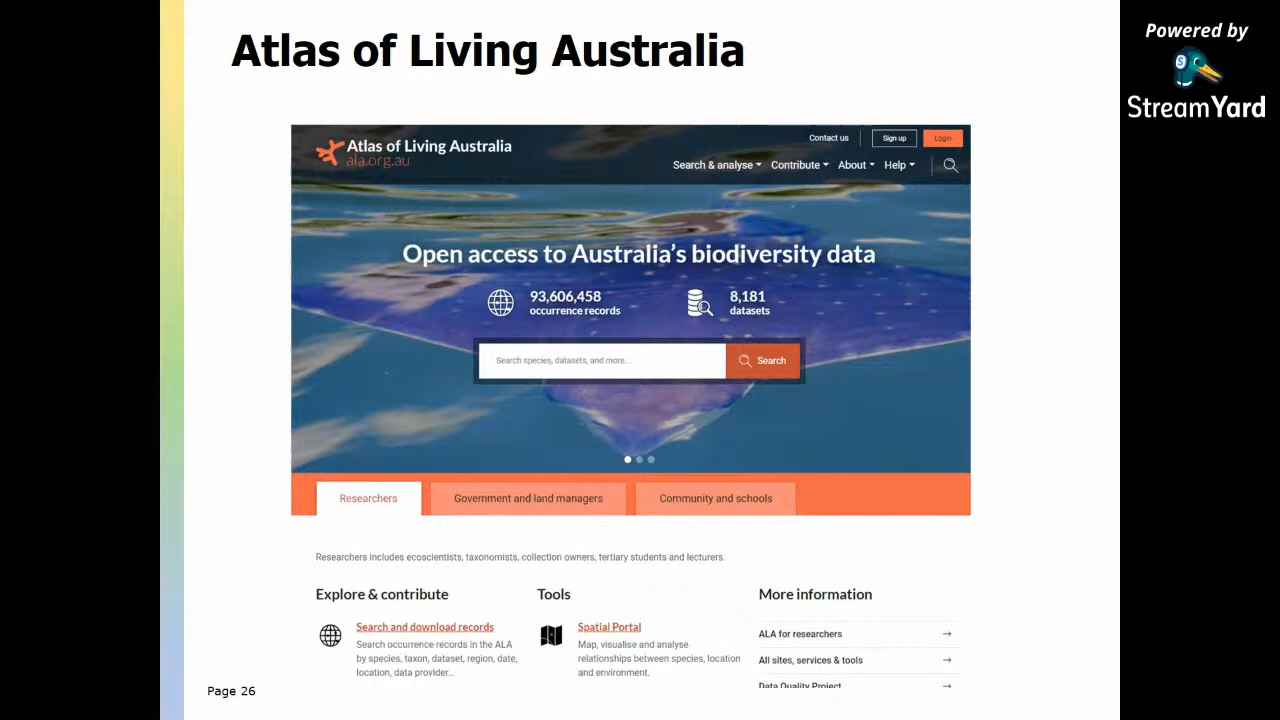 Atlas of Living Australia
Powered by
StreamYard
Atlas of Living Australia
ala.org.au
Contact us
Sign up
Login
Search & analyse
Contribute
About
Help
Open access to Australia's biodiversity data
93,606,458
occurrence records
8,181
datasets
Search species, datasets, and more...
Search
Researchers
Government and land managers
Community and schools
Researchers includes ecoscientists, taxonomists, collection owners, tertiary students and lecturers.
Explore & contribute
Search and download records
Search occurrence records in the ALA
by species, taxon, dataset, region, date,
location, data provider...
Tools
Spatial Portal
Map, visualise and analyse
relationships between species, location
and environment.
More information
ALA for researchers
All sites, services & tools
Data Quality Project
Page 26